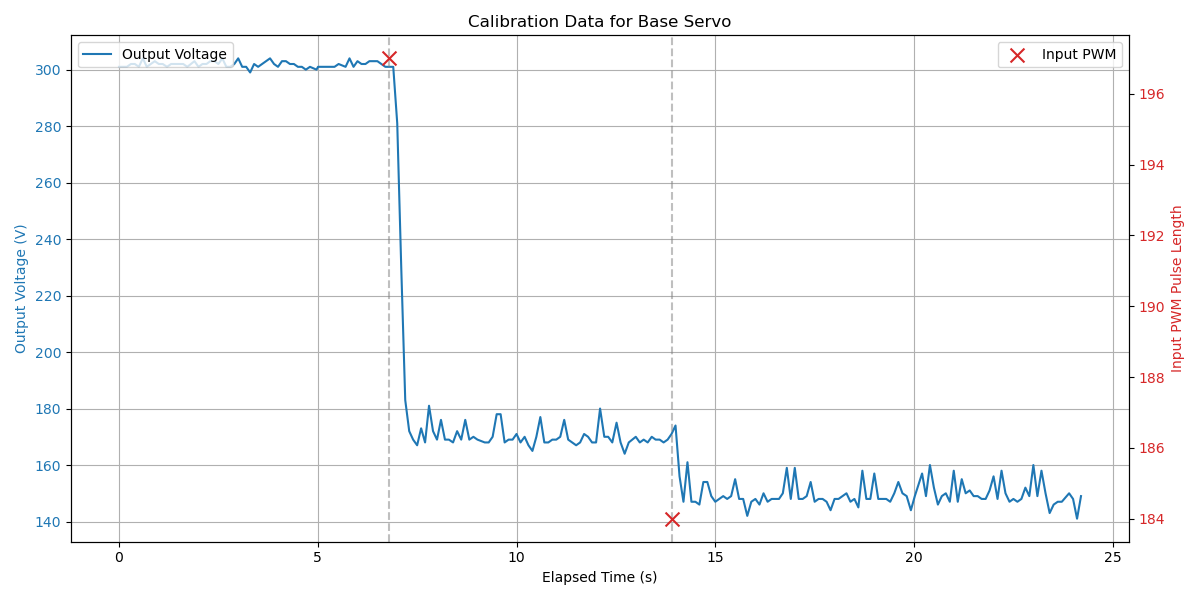 Calibration Data for Base Servo
Output Voltage
Input PWM
Output Voltage (V)
300
280
260
240
220
200
180
160
140
196
194
192
190
188
186
184
Input PWM Pulse Length
0 5 10 15 20 25
Elapsed Time (s)